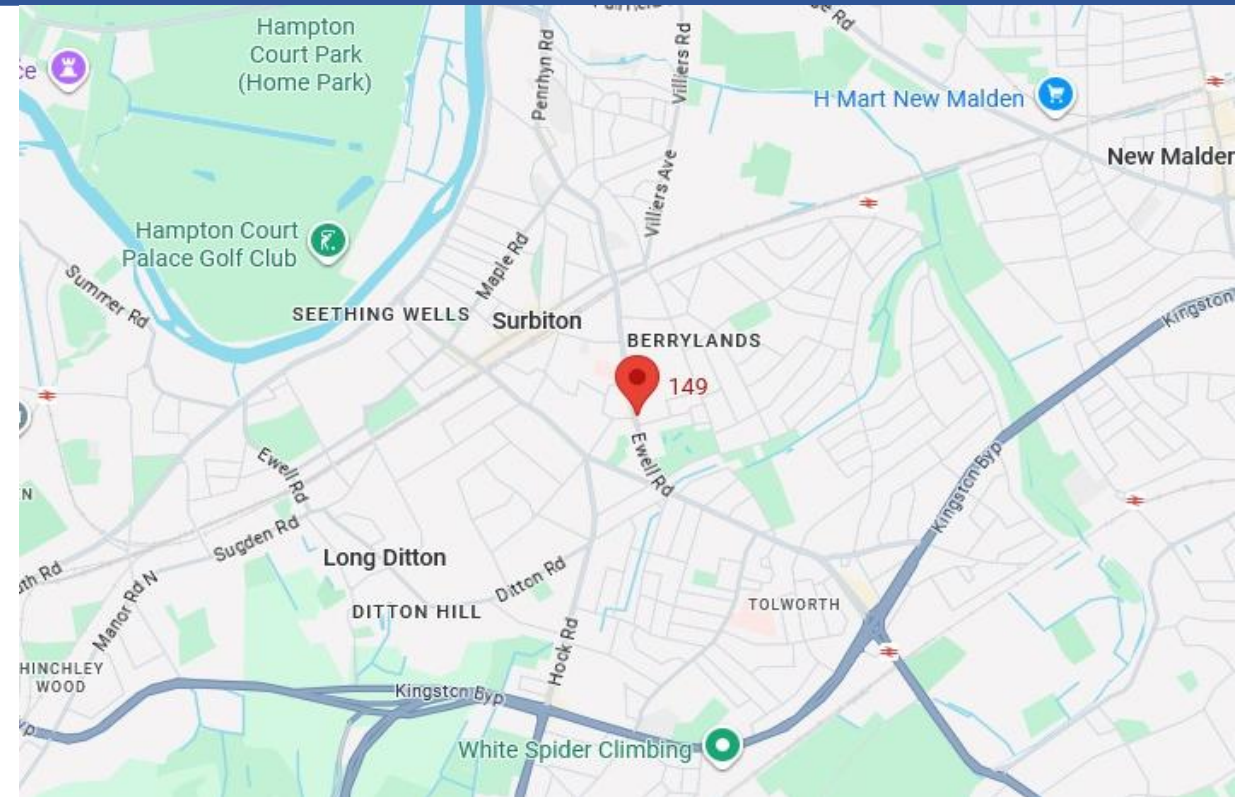 Hampton
Court Park
(Home Park)
Penrhyn Rd
Villiers Rd
H Mart New Malden
New Malden
Villiers Ave
Hampton Court
Palace Golf Club
Maple Rd
Summer Rd
SEETHING WELLS
Surbiton
BERRYLANDS
Kingston
149
Ewell Rd
Ewell Rd
Kingston Byp
Sugden Rd
Long Ditton
Ditton Rd
Manor Rd N
DITTON HILL
TOLWORTH
Hock Rd
HINCHLEY
WOOD
Kingston Byp
White Spider Climbing